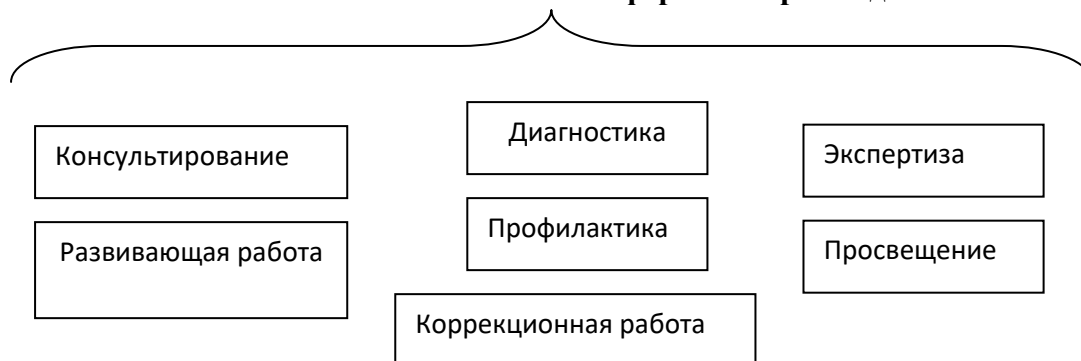 Консультирование
Диагностика
Экспертиза
Развивающая работа
Профилактика
Просвещение
Коррекционная работа